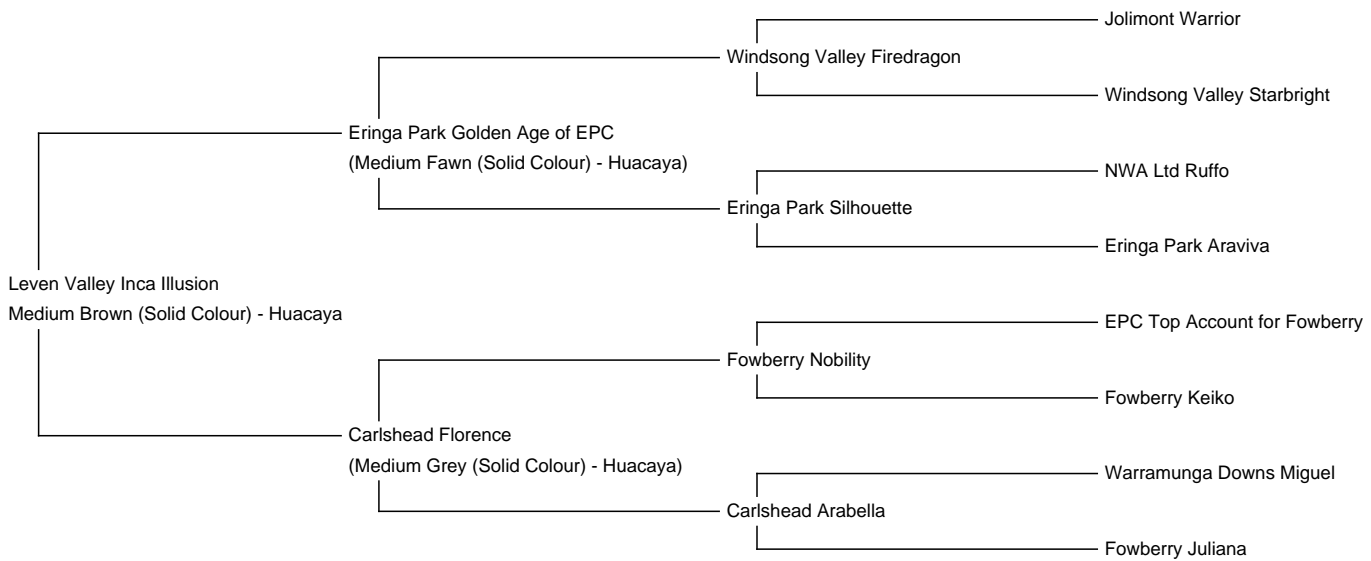 Jolimont Warrior
Windsong Valley Firedragon
Windsong Valley Starbright
Eringa Park Golden Age of EPC
(Medium Fawn (Solid Colour) - Huacaya)
NWA Ltd Ruffo
Eringa Park Silhouette
Eringa Park Araviva
Leven Valley Inca Illusion
Medium Brown (Solid Colour) - Huacaya
EPC Top Account for Fowberry
Fowberry Nobility
Fowberry Keiko
Carlshead Florence
(Medium Grey (Solid Colour) - Huacaya)
Warramunga Downs Miguel
Carlshead Arabella
Fowberry Juliana